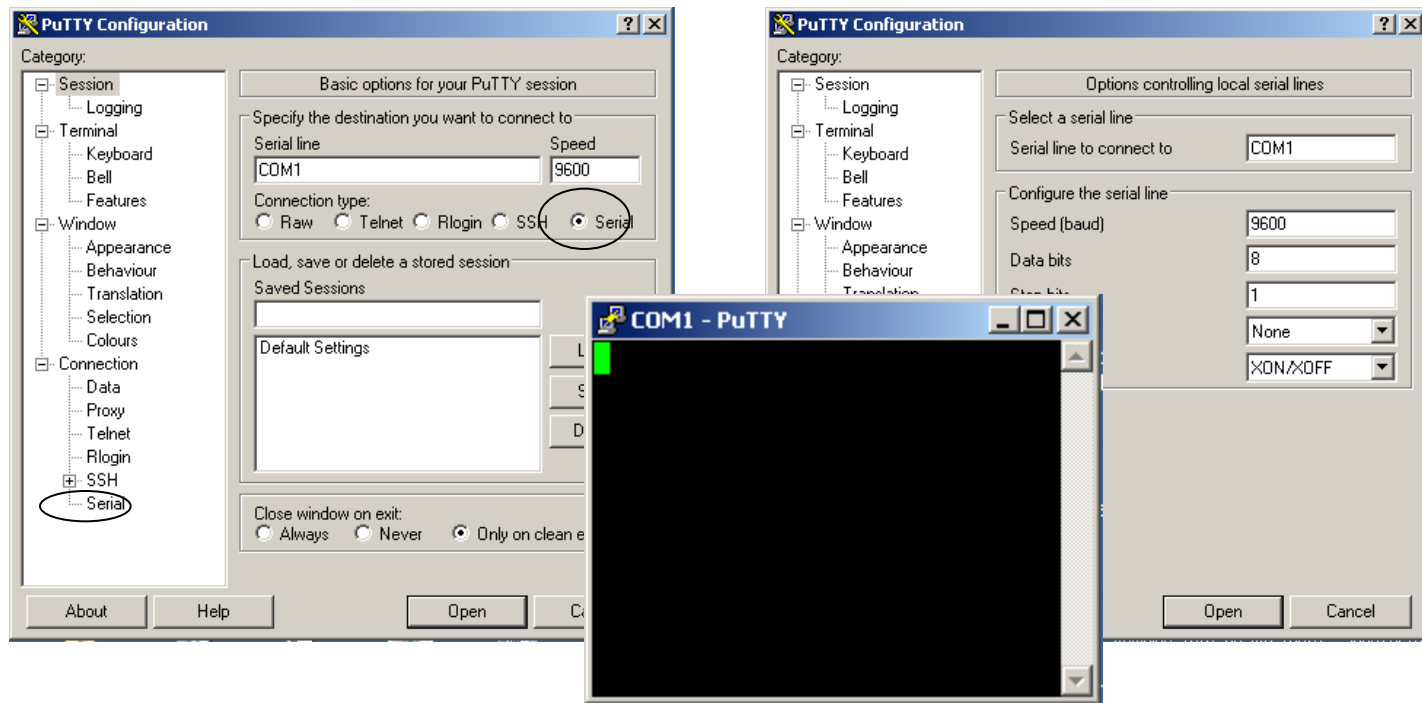 PuTTY Configuration
Category:
Session
Logging
Terminal
Keyboard
Bell
Features
Window
Appearance
Behaviour
Translation
Selection
Colours
Connection
Data
Proxy
Telnet
Rlogin
SSH
Serial
Basic options for your PuTTY session
Specify the destination you want to connect to
Serial line Speed
COM1 9600
Connection type:
Raw Telnet Rlogin SSH Serial
Load, save or delete a stored session
Saved Sessions
Default Settings
L
S
D
Close window on exit:
Always Never Only on clean e
About Help Open Ca
PuTTY Configuration
Category:
Session
Logging
Terminal
Keyboard
Bell
Features
Window
Appearance
Behaviour
Translation
Options controlling local serial lines
Select a serial line
Serial line to connect to COM1
Configure the serial line
Speed (baud) 9600
Data bits 8
Stop bits 1
None
XON/XOFF
Open Cancel
COM1 - PuTTY